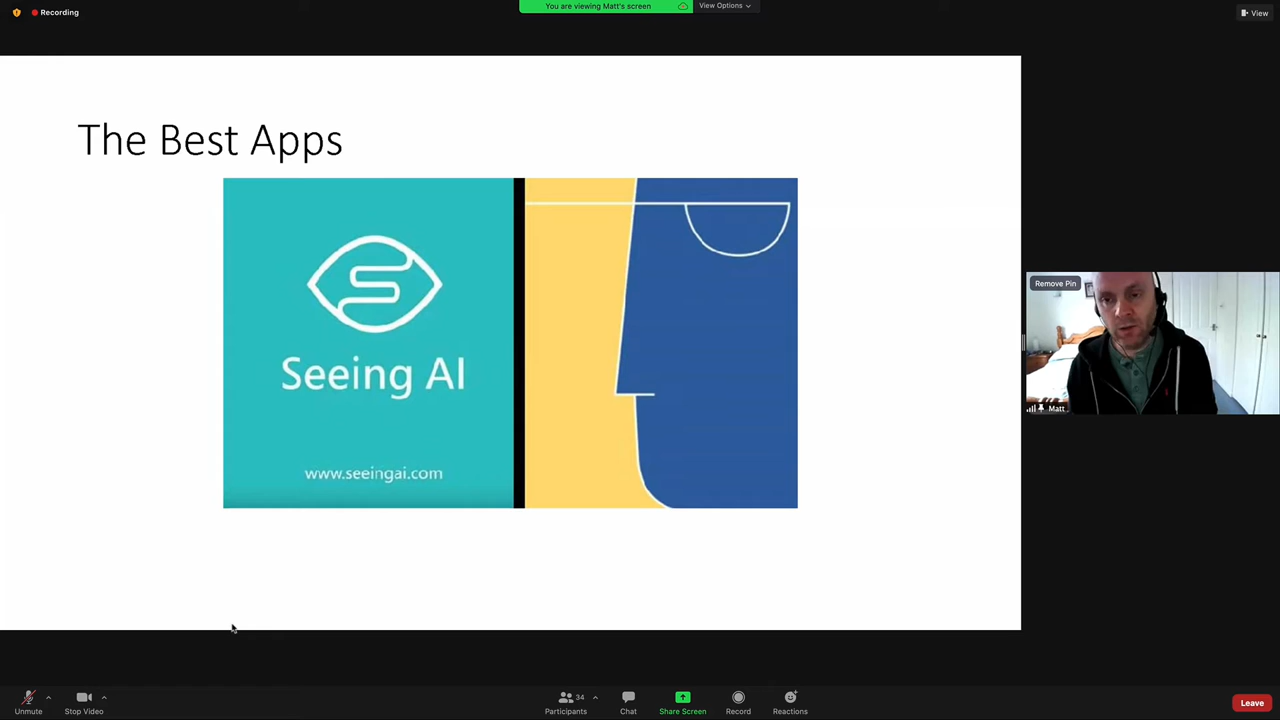 Recording
You are viewing Matt's screen
View Options
View
The Best Apps
Seeing AI
www.seeingai.com
Remove Pin
Matt
Unmute
Stop Video
Participants
34
Chat
Share Screen
Record
Reactions
Leave